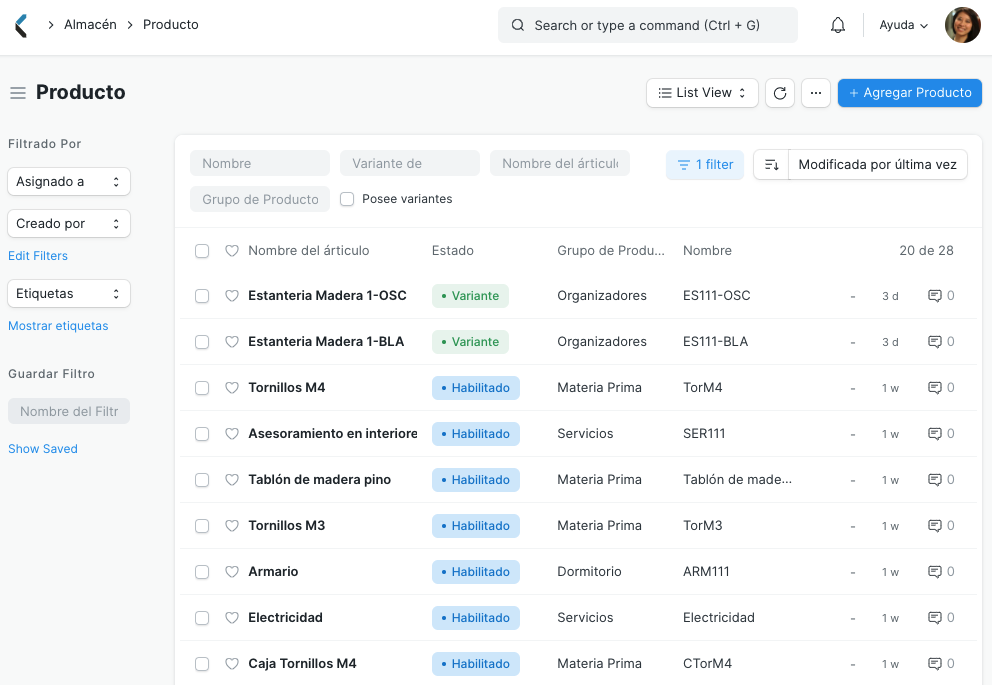 Almacén Producto
Search or type a command (Ctrl + G)
Ayuda
Producto
List View
···
+ Agregar Producto
Filtrado Por
Asignado a
Creado por
Edit Filters
Etiquetas
Mostrar etiquetas
Guardar Filtro
Nombre del Filtr
Show Saved
Nombre Variante de Nombre del artículo
1 filter
Modificada por última vez
Grupo de Producto Posee variantes
Nombre del árticulo Estado Grupo de Produ... Nombre 20 de 28
Estanteria Madera 1-OSC • Variante Organizadores ES111-OSC - 3 d 0
Estanteria Madera 1-BLA • Variante Organizadores ES111-BLA - 3 d 0
Tornillos M4 • Habilitado Materia Prima TorM4 - 1 w 0
Asesoramiento en interiore • Habilitado Servicios SER111 - 1 w 0
Tablón de madera pino • Habilitado Materia Prima Tablón de made... - 1 w 0
Tornillos M3 • Habilitado Materia Prima TorM3 - 1 w 0
Armario • Habilitado Dormitorio ARM111 - 1 w 0
Electricidad • Habilitado Servicios Electricidad - 1 w 0
Caja Tornillos M4 • Habilitado Materia Prima CTorM4 - 1 w 0